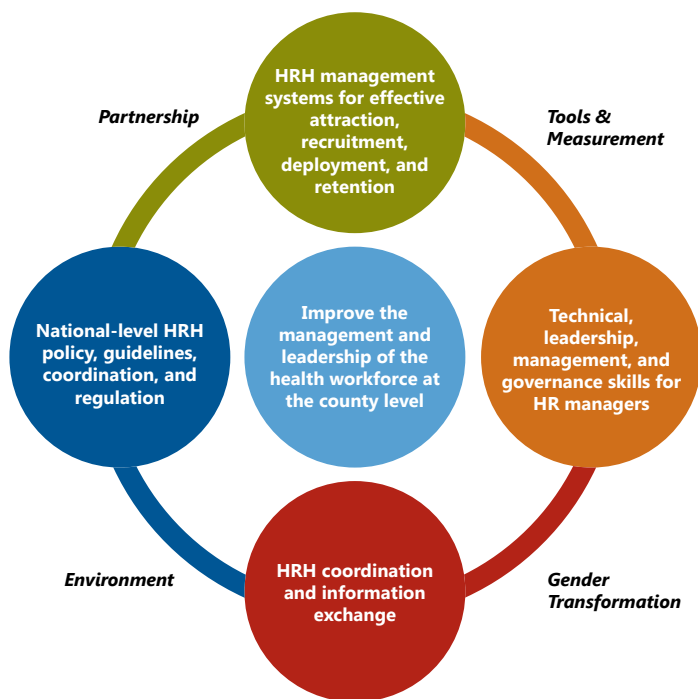 HRH management
systems for effective
attraction,
recruitment,
deployment, and
retention
Partnership
Tools &
Measurement
National-level HRH
policy, guidelines,
coordination, and
regulation
Improve the
management and
leadership of the
health workforce at
the county level
Technical,
leadership,
management, and
governance skills for
HR managers
Environment
HRH coordination
and information
exchange
Gender
Transformation